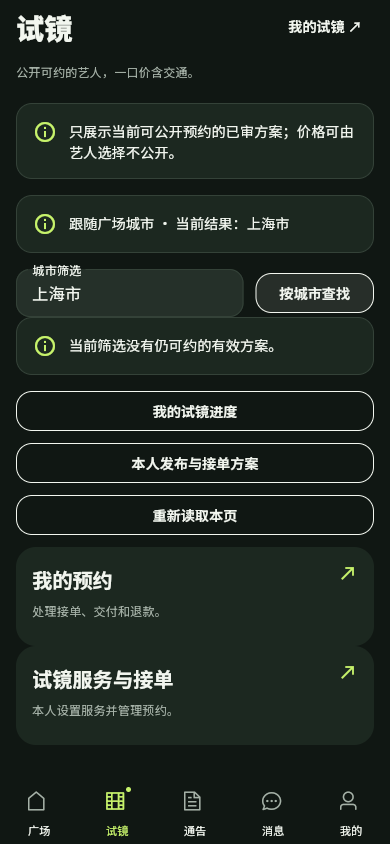 试镜
我的试镜 ↗
公开可约的艺人，一口价含交通。
只展示当前可公开预约的已审方案；价格可由
艺人选择不公开。
跟随广场城市 · 当前结果：上海市
城市筛选
上海市
按城市查找
当前筛选没有仍可约的有效方案。
我的试镜进度
本人发布与接单方案
重新读取本页
我的预约
处理接单、交付和退款。
试镜服务与接单
本人设置服务并管理预约。
广场
试镜
通告
消息
我的